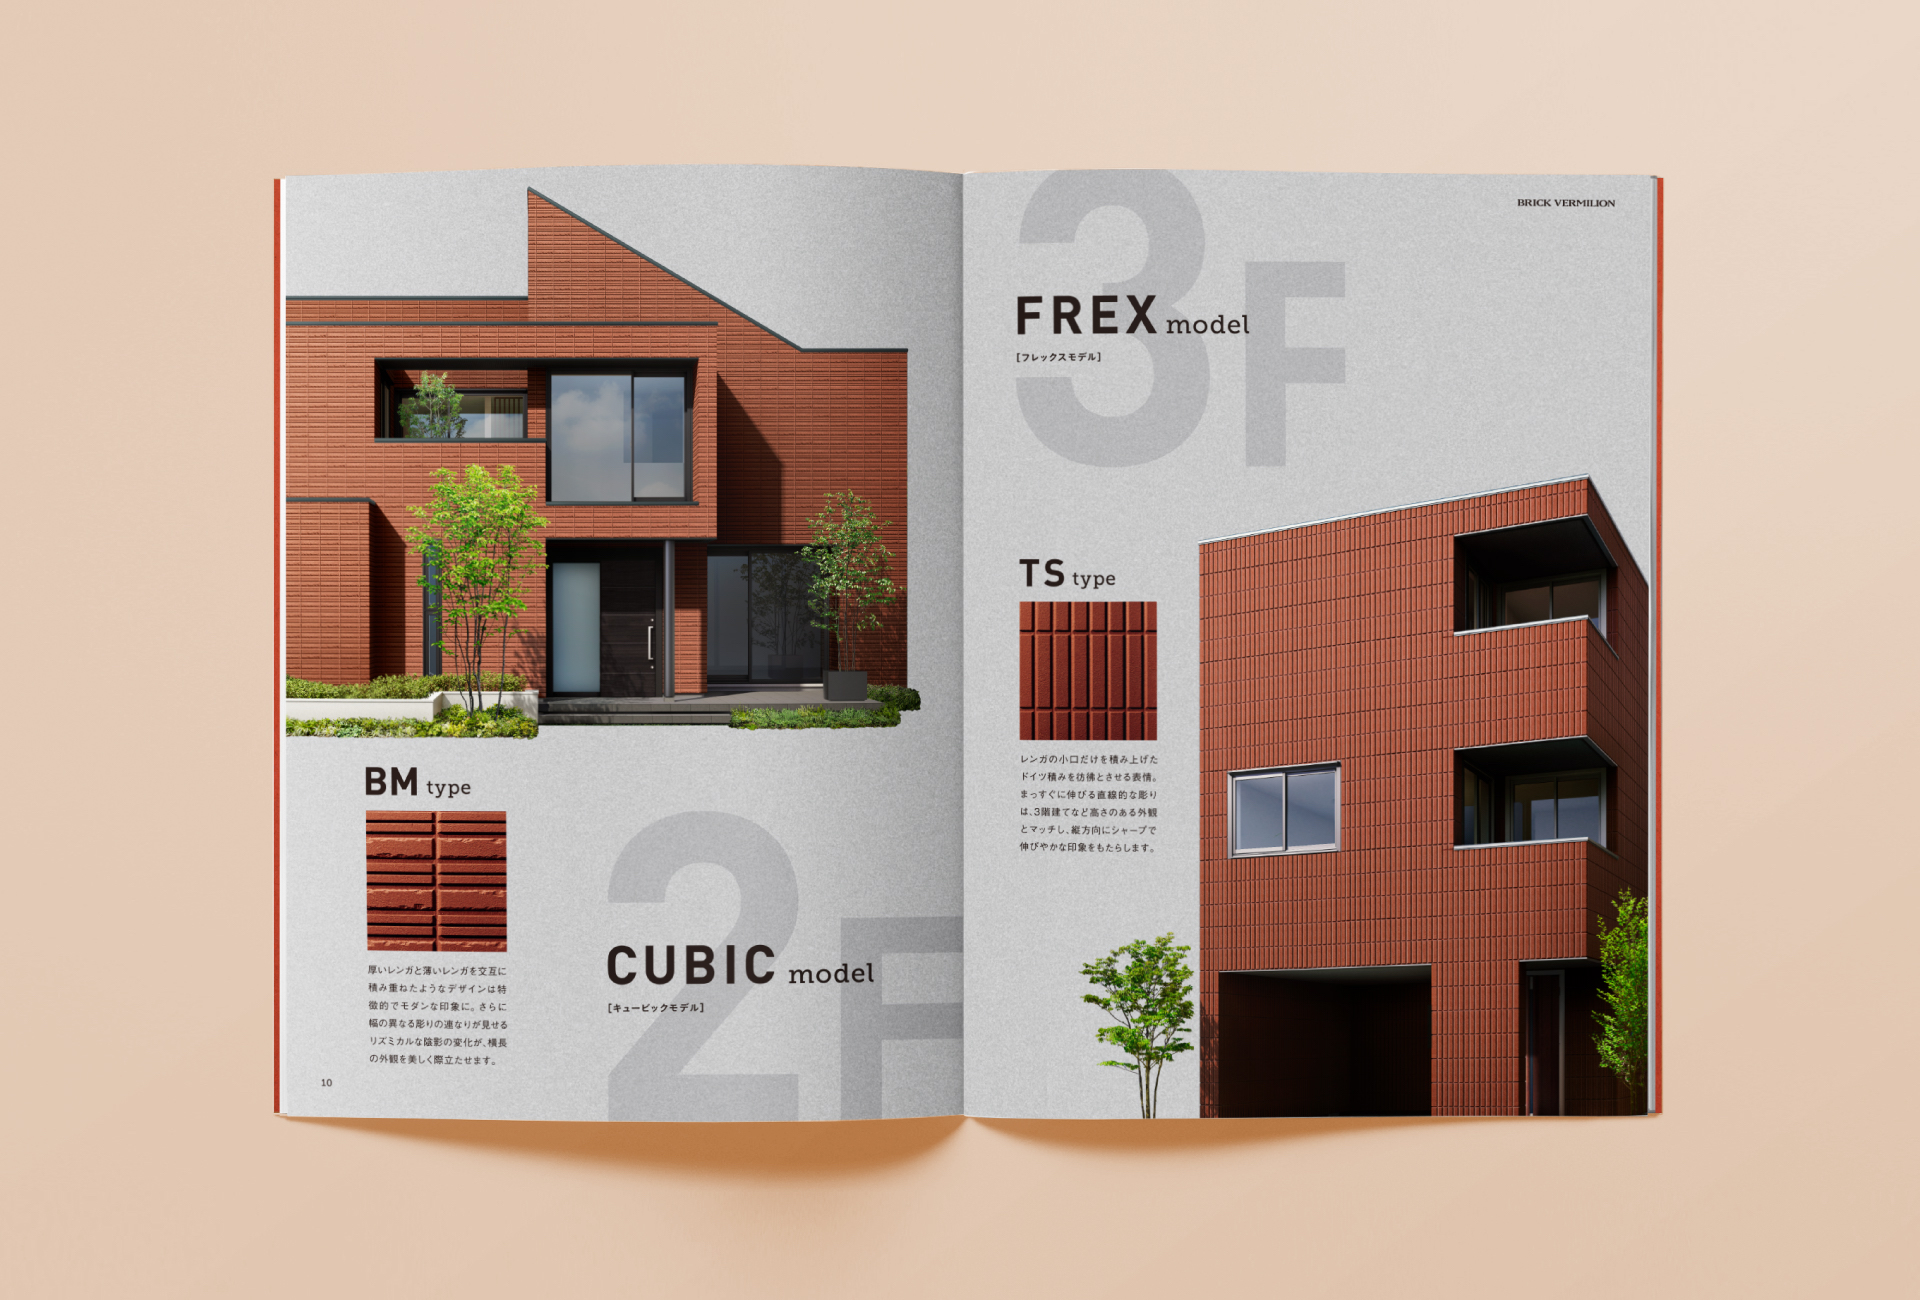 BM type
厚いレンガと薄いレンガを交互に
積み重ねたようなデザインは特
徴的でモダンな印象に。さらに
幅の異なる彫りの連なりが見せる
リズミカルな陰影の変化が、横長
の外観を美しく際立たせます。
10
2F
CUBIC model
[キュービックモデル]
BRICK VERMILION
3F
FREX model
[フレックスモデル]
TS type
レンガの小口だけを積み上げた
ドイツ積みを彷彿とさせる表情。
まっすぐに伸びる直線的な彫り
は、3階建てなど高さのある外観
とマッチし、縦方向にシャープで
伸びやかな印象をもたらします。